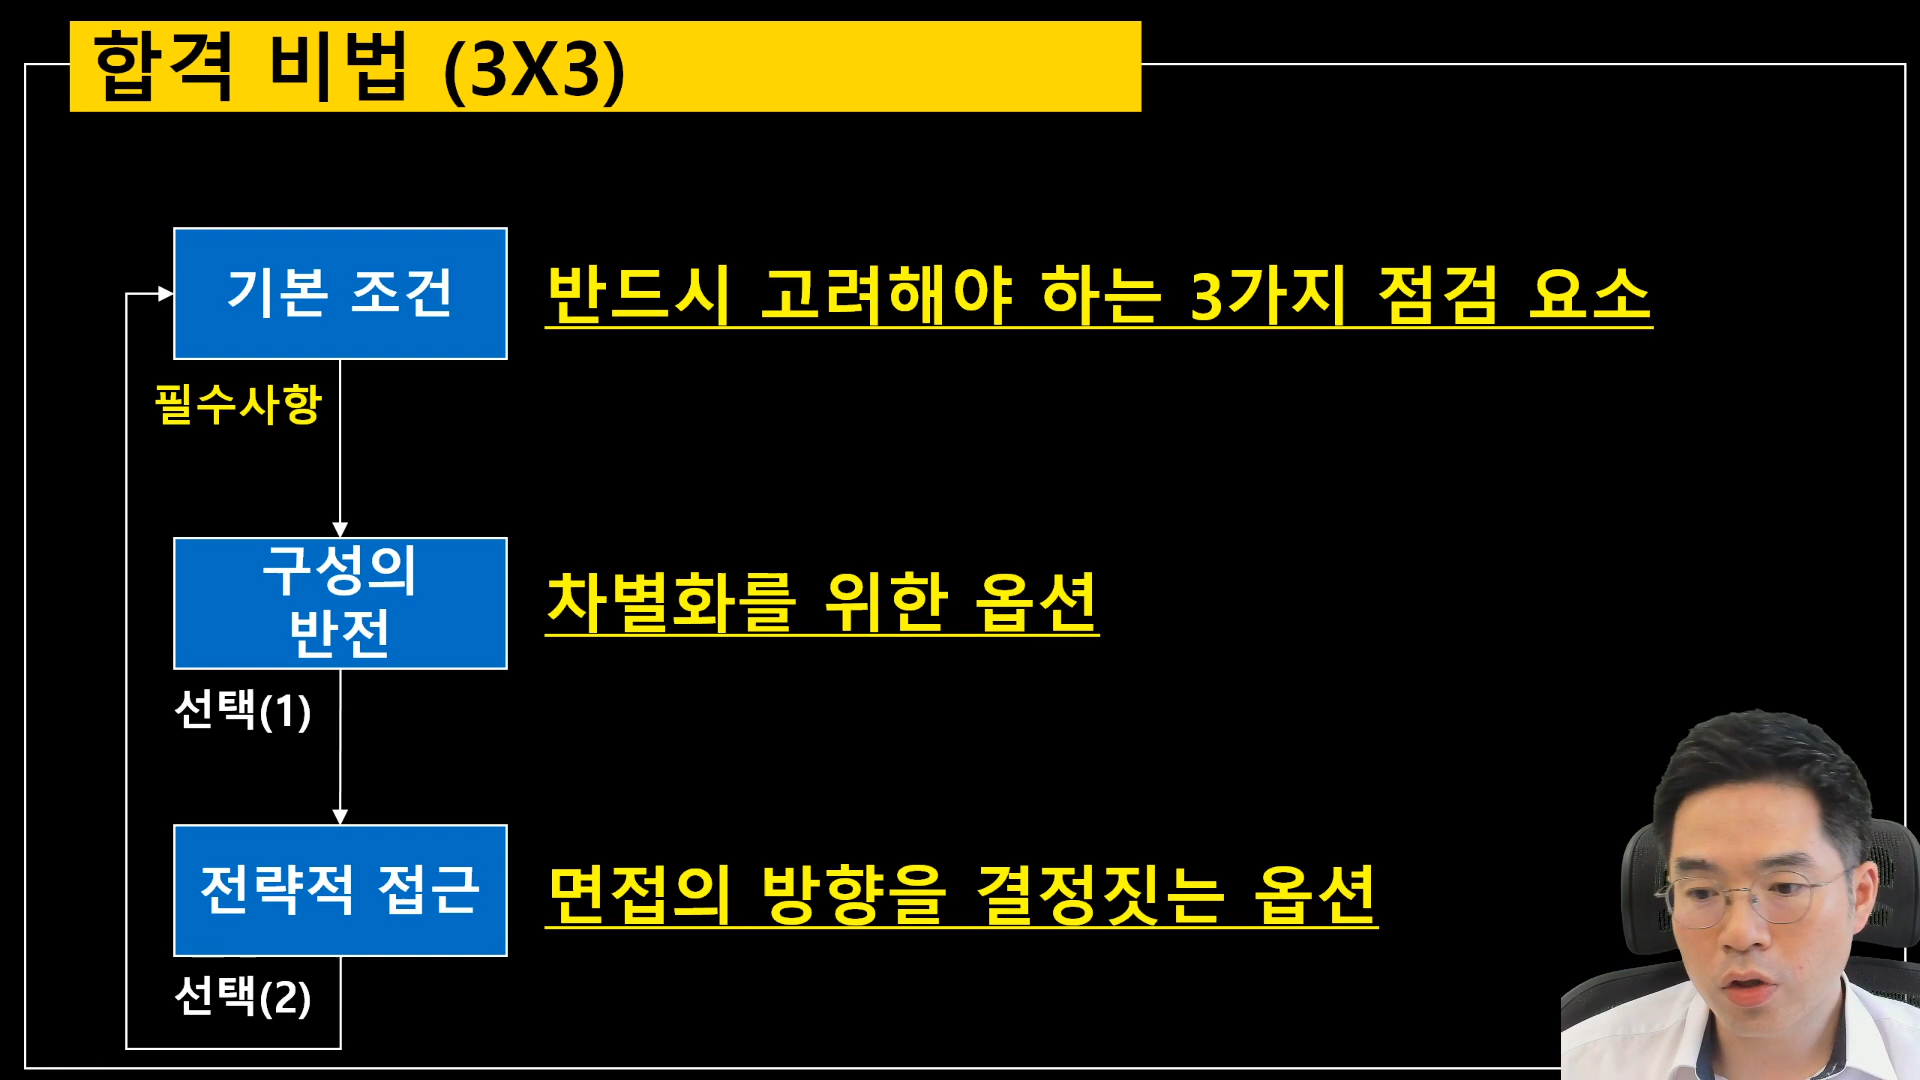 합격 비법 (3X3)
기본 조건
반드시 고려해야 하는 3가지 점검 요소
필수사항
구성의
반전
차별화를 위한 옵션
선택(1)
전략적 접근
면접의 방향을 결정짓는 옵션
선택(2)